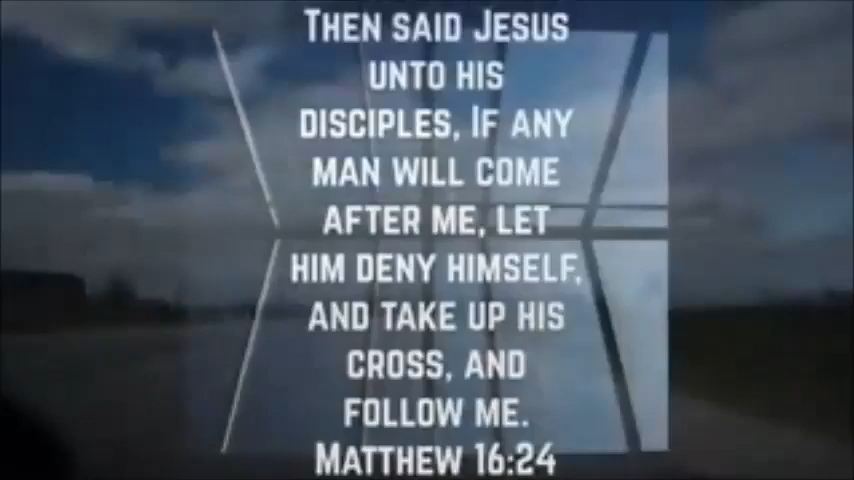 THEN SAID JESUS
UNTO HIS
DISCIPLES, IF ANY
MAN WILL COME
AFTER ME, LET
HIM DENY HIMSELF,
AND TAKE UP HIS
CROSS, AND
FOLLOW ME.
MATTHEW 16:24